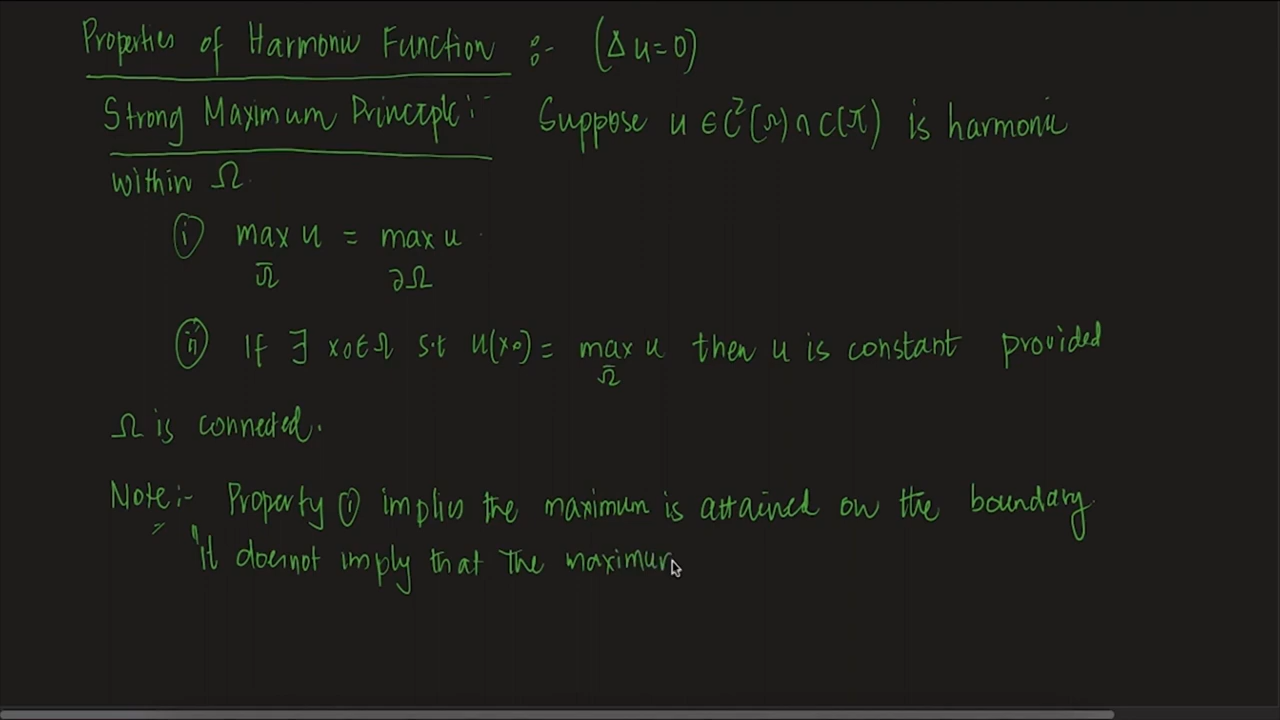 Properties of Harmonic Function :- (Δu=0)
Strong Maximum Principle :- Suppose u ∈ C²(Ω) ∩ C(Ω̄) is harmonic
within Ω.
(i) max u = max u
Ω̄ ∂Ω
(ii) If ∃ x₀∈Ω s.t u(x₀) = max u then u is constant provided
Ω̄
Ω is connected.
Note:- Property (i) implies the maximum is attained on the boundary.
"It doesnot imply that the maximum